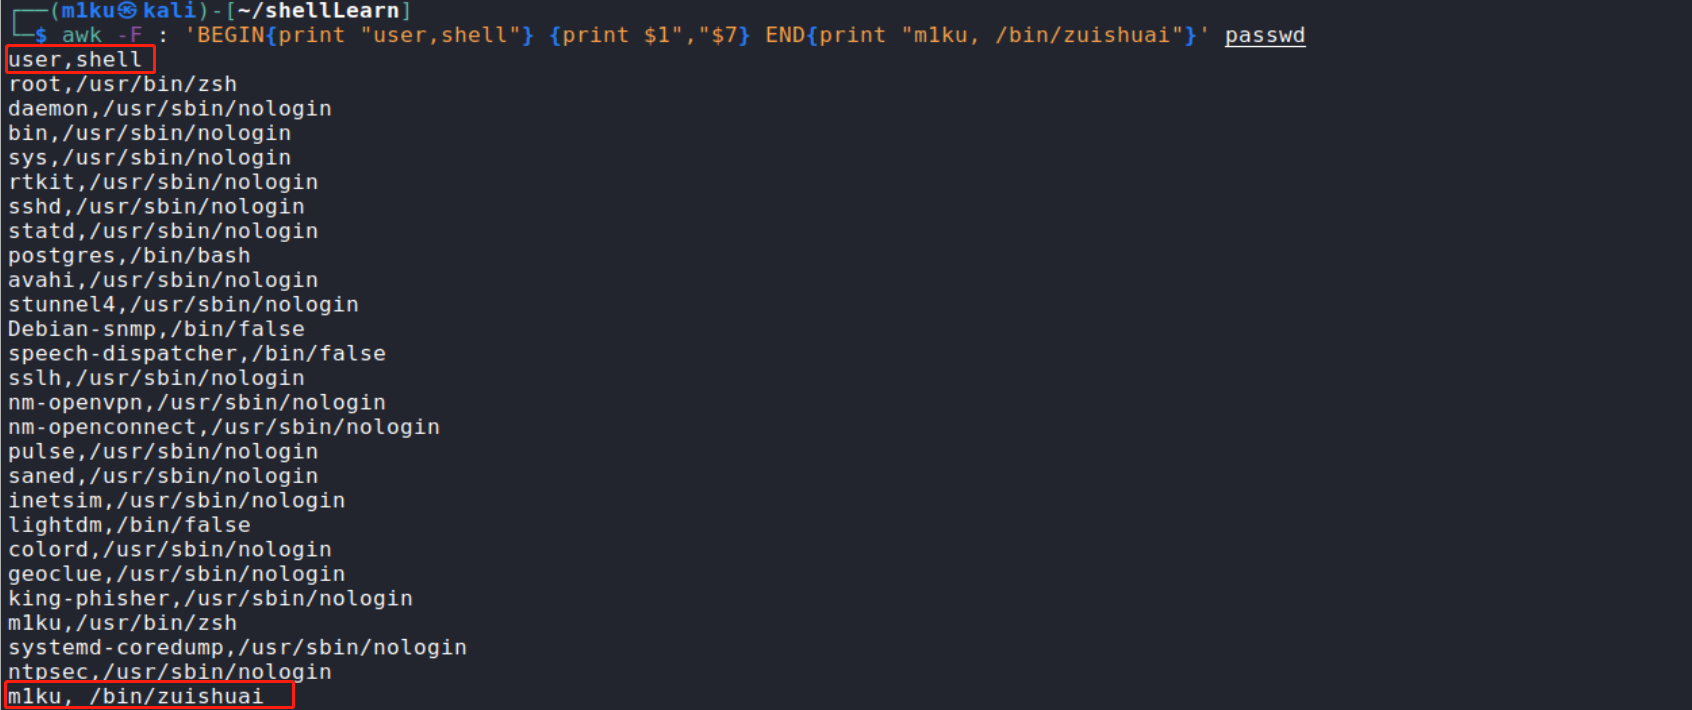 ┌──(m1ku㉿kali)-[~/shellLearn]
└─$ awk -F : 'BEGIN{print "user,shell"} {print $1","$7} END{print "m1ku, /bin/zuishuai"}' passwd
user,shell
root,/usr/bin/zsh
daemon,/usr/sbin/nologin
bin,/usr/sbin/nologin
sys,/usr/sbin/nologin
rtkit,/usr/sbin/nologin
sshd,/usr/sbin/nologin
statd,/usr/sbin/nologin
postgres,/bin/bash
avahi,/usr/sbin/nologin
stunnel4,/usr/sbin/nologin
Debian-snmp,/bin/false
speech-dispatcher,/bin/false
sslh,/usr/sbin/nologin
nm-openvpn,/usr/sbin/nologin
nm-openconnect,/usr/sbin/nologin
pulse,/usr/sbin/nologin
saned,/usr/sbin/nologin
inetsim,/usr/sbin/nologin
lightdm,/bin/false
colord,/usr/sbin/nologin
geoclue,/usr/sbin/nologin
king-phisher,/usr/sbin/nologin
m1ku,/usr/bin/zsh
systemd-coredump,/usr/sbin/nologin
ntpsec,/usr/sbin/nologin
m1ku, /bin/zuishuai